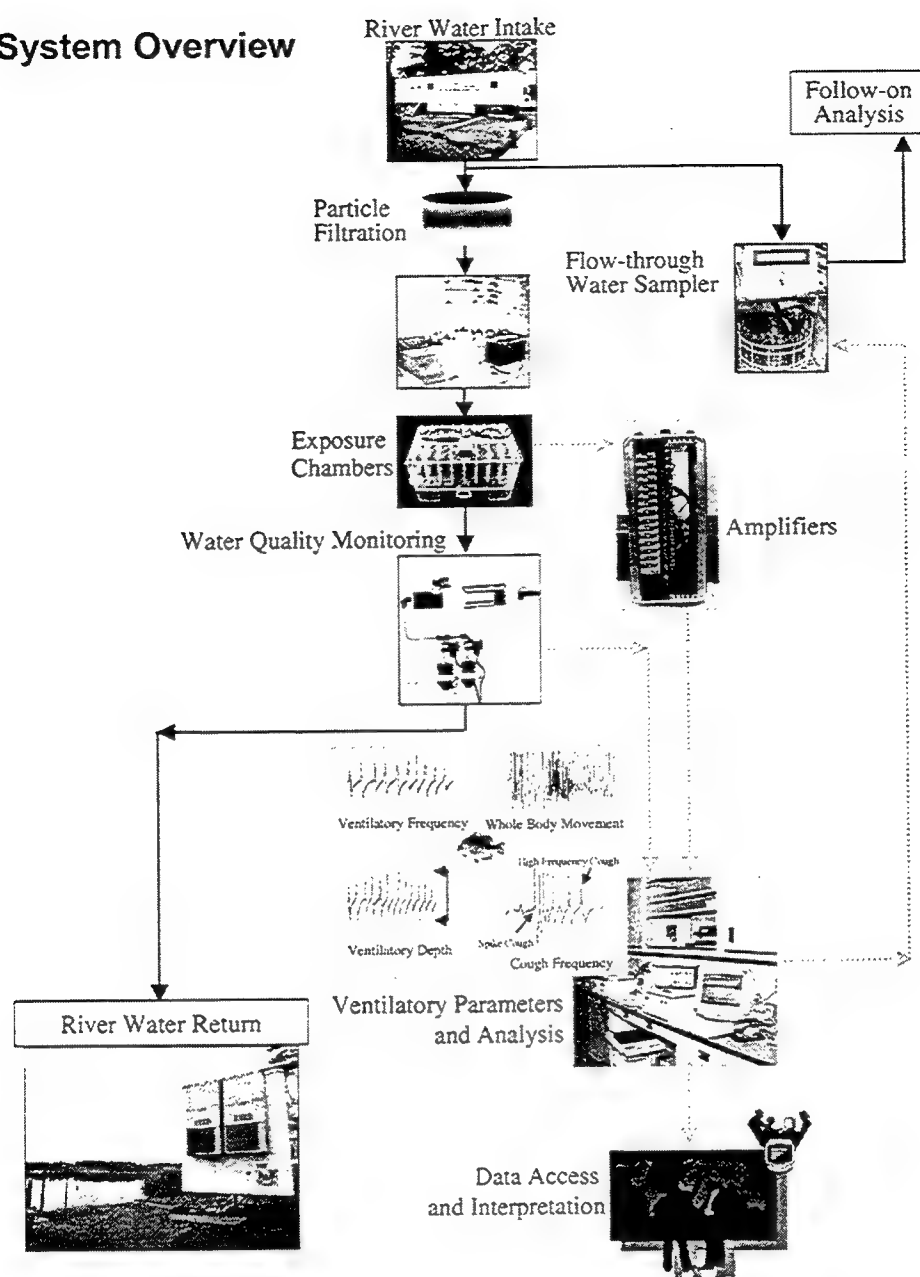 System Overview
River Water Intake
Follow-on
Analysis
Particle
Filtration
Flow-through
Water Sampler
Exposure
Chambers
Amplifiers
Water Quality Monitoring
Ventilatory Frequency
Whole Body Movement
High Frequency Cough
Ventilatory Depth
Spike Cough
Cough Frequency
River Water Return
Ventilatory Parameters
and Analysis
Data Access
and Interpretation